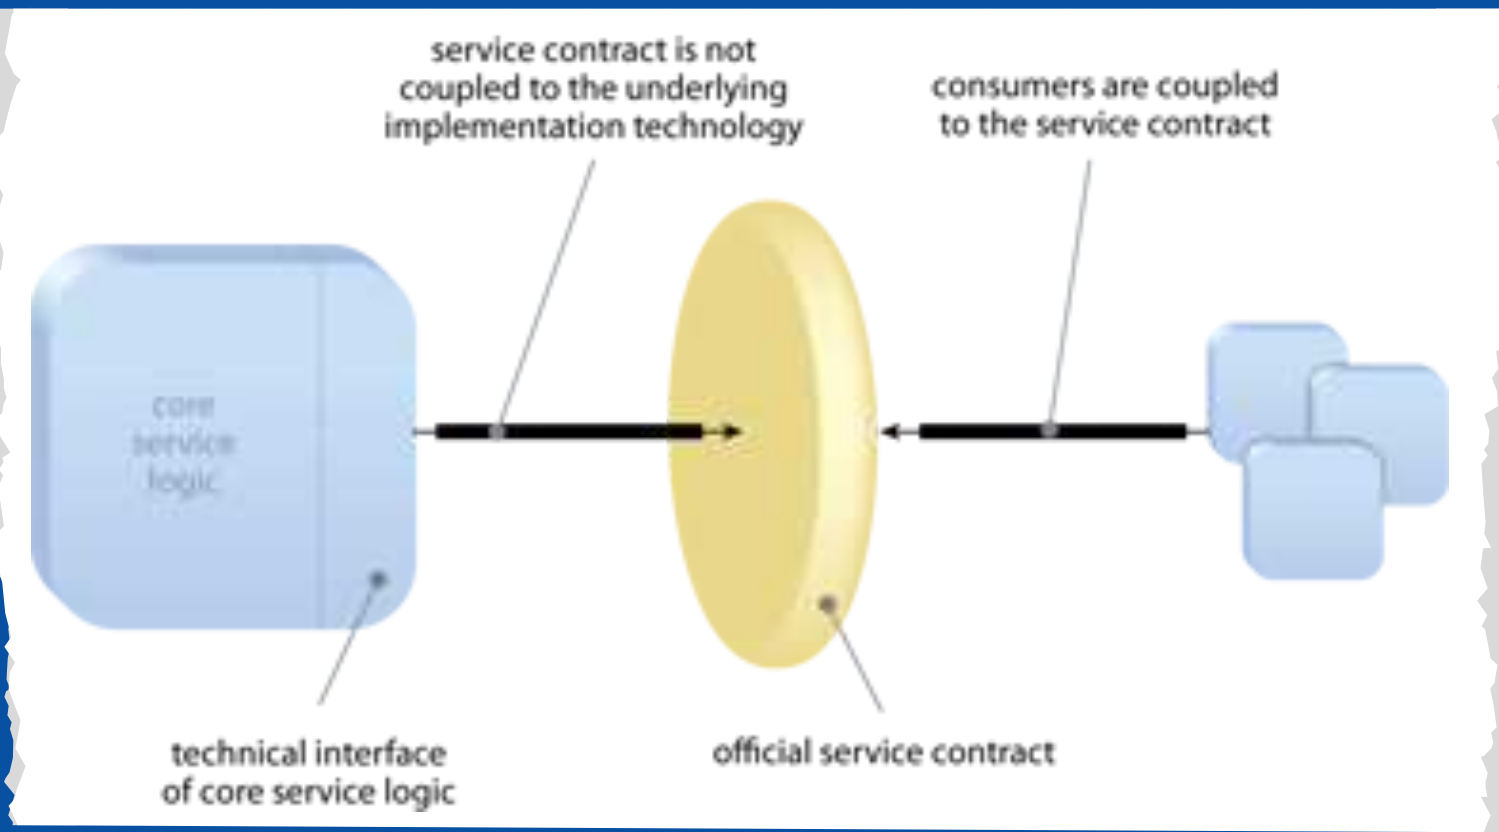 service contract is not
coupled to the underlying
implementation technology
consumers are coupled
to the service contract
core
service
logic
technical interface
of core service logic
official service contract